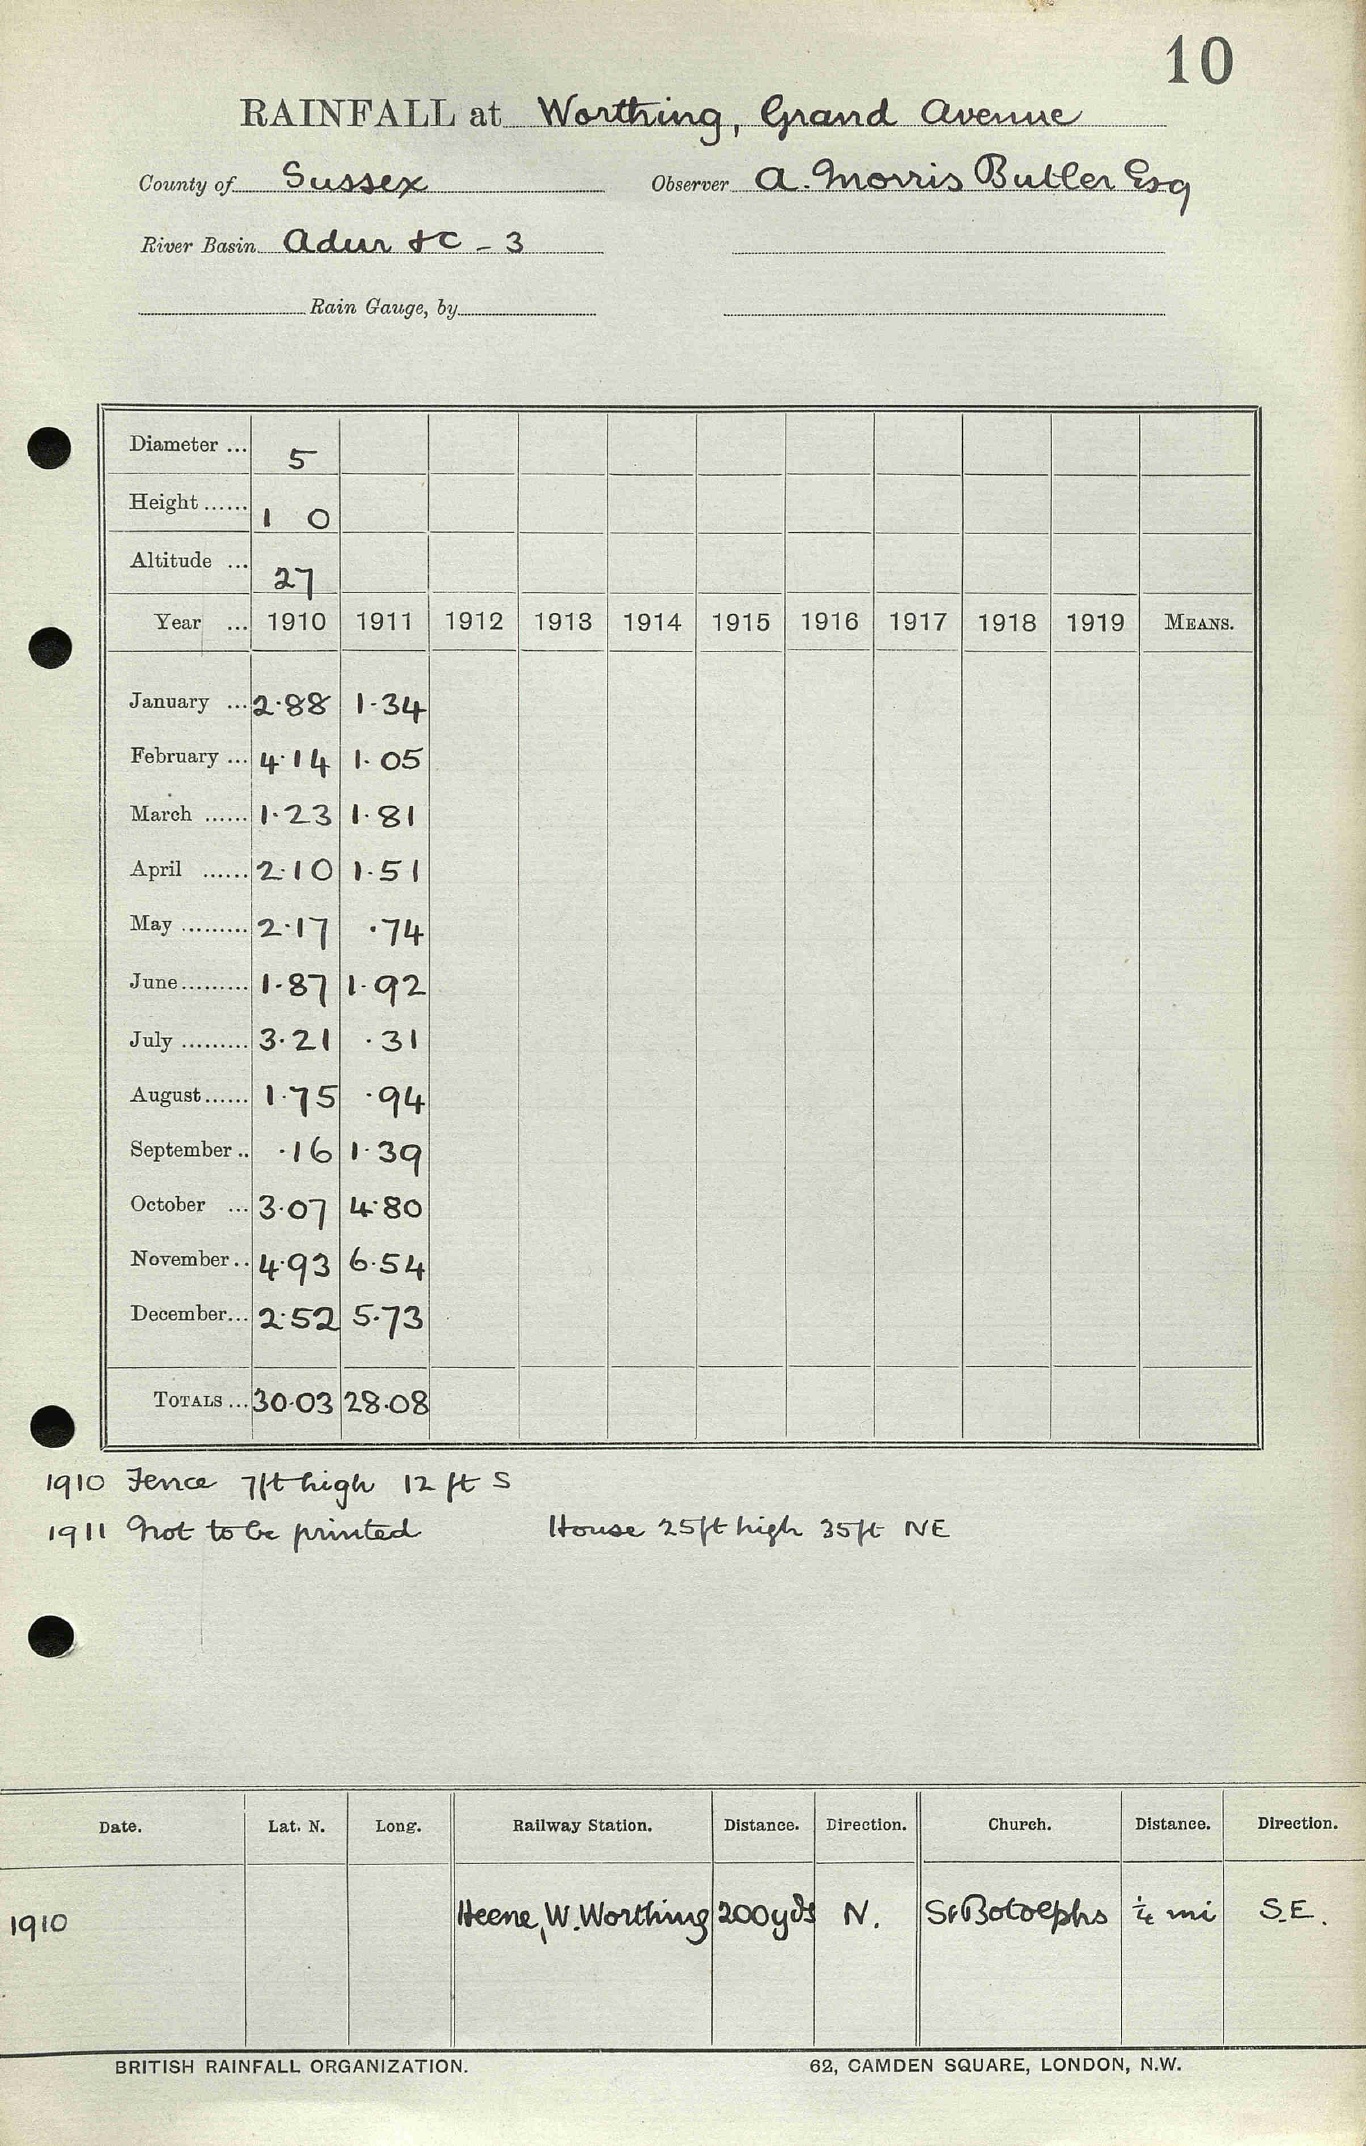 10
RAINFALL at Worthing, Grand Avenue
County of Sussex Observer A. Morris Butler Esq
River Basin Adur &c - 3
Rain Gauge, by
Diameter ... 5
Height ...... 1 0
Altitude ... 27
Year ... 1910 1911 1912 1913 1914 1915 1916 1917 1918 1919 MEANS.
January ... 2.88 1.34
February ... 4.14 1.05
March ...... 1.23 1.81
April ...... 2.10 1.51
May ......... 2.17 .74
June ......... 1.87 1.92
July ......... 3.21 .31
August ...... 1.75 .94
September .. .16 1.39
October ... 3.07 4.80
November .. 4.93 6.54
December ... 2.52 5.73
TOTALS ... 30.03 28.08
1910 Fence 7ft high 12 ft S
1911 Not to be printed House 25ft high 35ft NE
Date. Lat. N. Long. Railway Station. Distance. Direction. Church. Distance. Direction.
1910 Heene, W. Worthing 200yds N. St Botolephs ¼ mi S.E.
BRITISH RAINFALL ORGANIZATION. 62, CAMDEN SQUARE, LONDON, N.W.